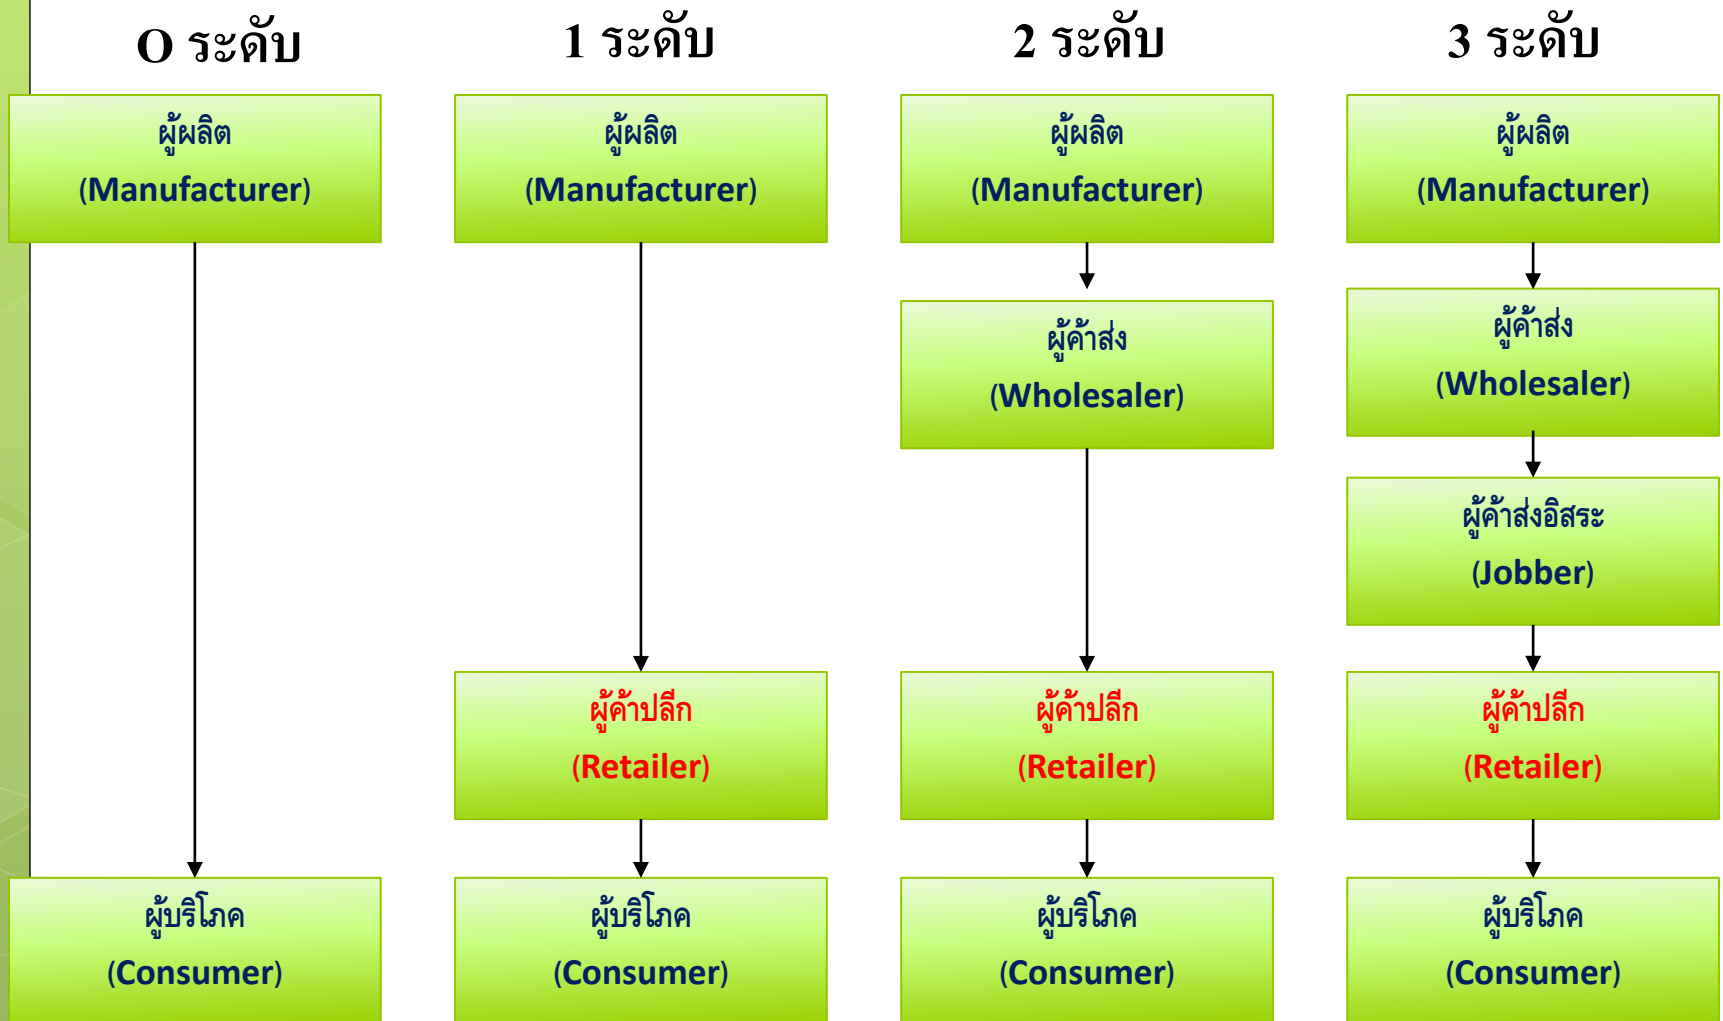 O ระดับ
1 ระดับ
2 ระดับ
3 ระดับ
ผู้ผลิต
(Manufacturer)
ผู้ผลิต
(Manufacturer)
ผู้ผลิต
(Manufacturer)
ผู้ผลิต
(Manufacturer)
ผู้ค้าส่ง
(Wholesaler)
ผู้ค้าส่ง
(Wholesaler)
ผู้ค้าส่งอิสระ
(Jobber)
ผู้ค้าปลีก
(Retailer)
ผู้ค้าปลีก
(Retailer)
ผู้ค้าปลีก
(Retailer)
ผู้บริโภค
(Consumer)
ผู้บริโภค
(Consumer)
ผู้บริโภค
(Consumer)
ผู้บริโภค
(Consumer)